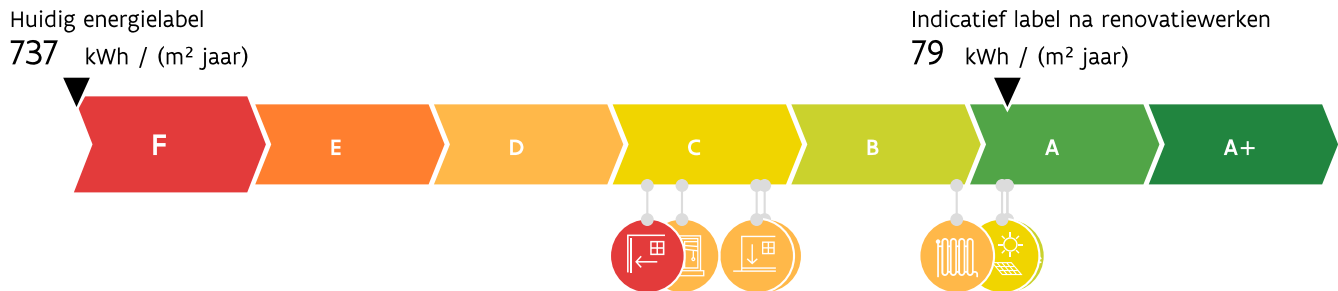 Huidig energielabel
737 kWh / (m² jaar)
Indicatief label na renovatiewerken
79 kWh / (m² jaar)
F E D C B A A+